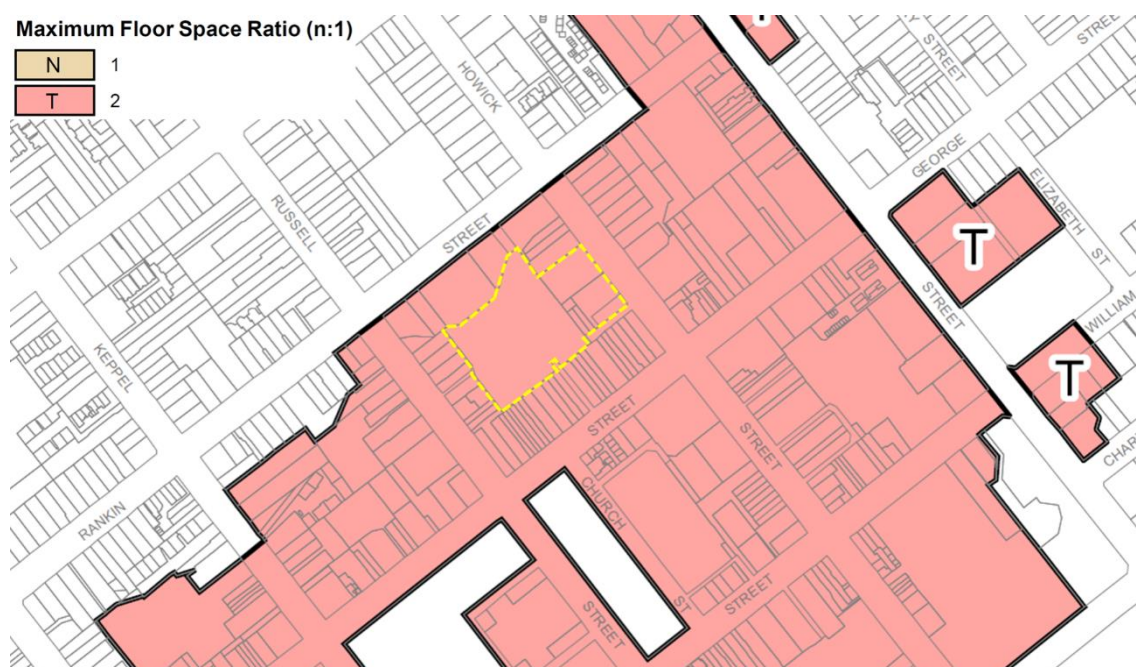 Maximum Floor Space Ratio (n:1)
N 1
T 2
T
STREET
STREET
HOWICK
GEORGE
RUSSELL
STREET
ELIZABETH ST
T
STREET
WILLIAM
KEPPEL
T
STREET
STREET
CHURCH
ST
RANKIN
STREET
STREET